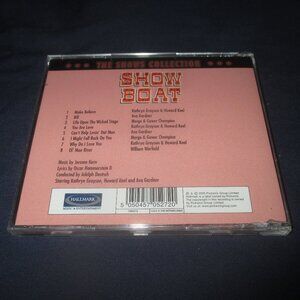 THE SHOWS COLLECTION
SHOW
BOAT
1 Make Believe Kathryn Grayson & Howard Keel
2 Bill Ava Gardner
3 Life Upon The Wicked Stage Marge & Gower Champion
4 You Are Love Kathryn Grayson & Howard Keel
5 Can't Help Lovin' Dat Man Ava Gardner
6 I Might Fall Back On You Marge & Gower Champion
7 Why Do I Love You Kathryn Grayson & Howard Keel
8 Ol' Man River William Warfield
Music by Jerome Kern
Lyrics by Oscar Hammerstein II
Conducted by Adolph Deutsch
Starring Kathryn Grayson, Howard Keel and Ava Gardner
HALLMARK
MUSIC & ENTERTAINMENT
5 050457 052720